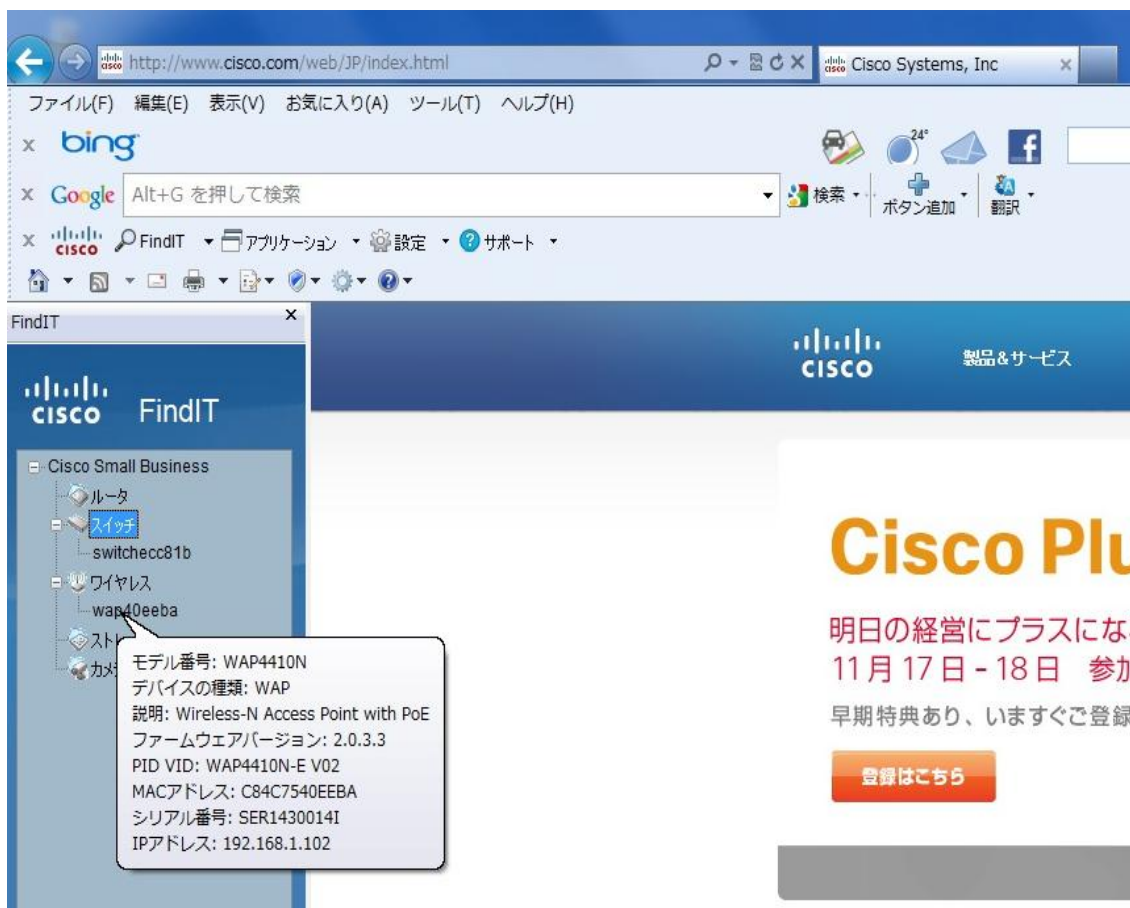 http://www.cisco.com/web/JP/index.html
Cisco Systems, Inc
ファイル(F) 編集(E) 表示(V) お気に入り(A) ツール(T) ヘルプ(H)
x bing
24°
x Google Alt+G を押して検索 検索 ボタン追加 翻訳
x cisco FindIT アプリケーション 設定 サポート
FindIT x
cisco 製品&サービス
cisco FindIT
Cisco Small Business
ルータ
スイッチ
switchecc81b
ワイヤレス
wap40eeba
スト
カメ
モデル番号: WAP4410N
デバイスの種類: WAP
説明: Wireless-N Access Point with PoE
ファームウェアバージョン: 2.0.3.3
PID VID: WAP4410N-E V02
MACアドレス: C84C7540EEBA
シリアル番号: SER1430014I
IPアドレス: 192.168.1.102
Cisco Plu
明日の経営にプラスにな
11月17日-18日 参加
早期特典あり、いますぐご登録
登録はこちら